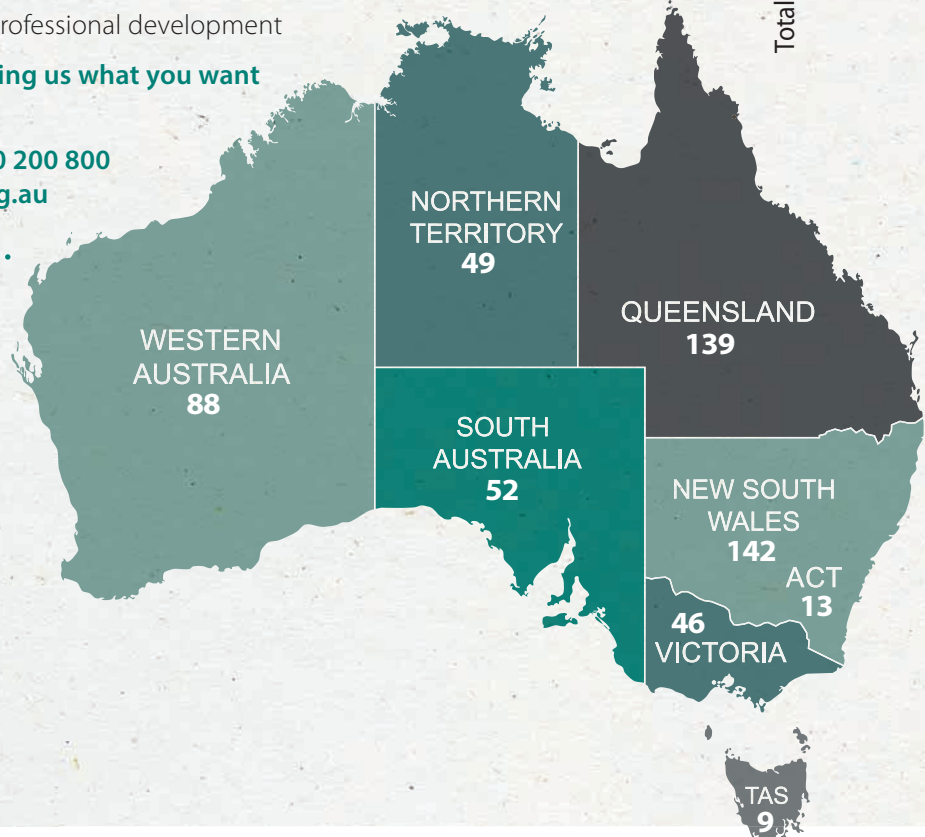 rofessional development
ing us what you want
0 200 800
g.au
.
Total
NORTHERN
TERRITORY
49
QUEENSLAND
139
WESTERN
AUSTRALIA
88
SOUTH
AUSTRALIA
52
NEW SOUTH
WALES
142
ACT
13
46
VICTORIA
TAS
9